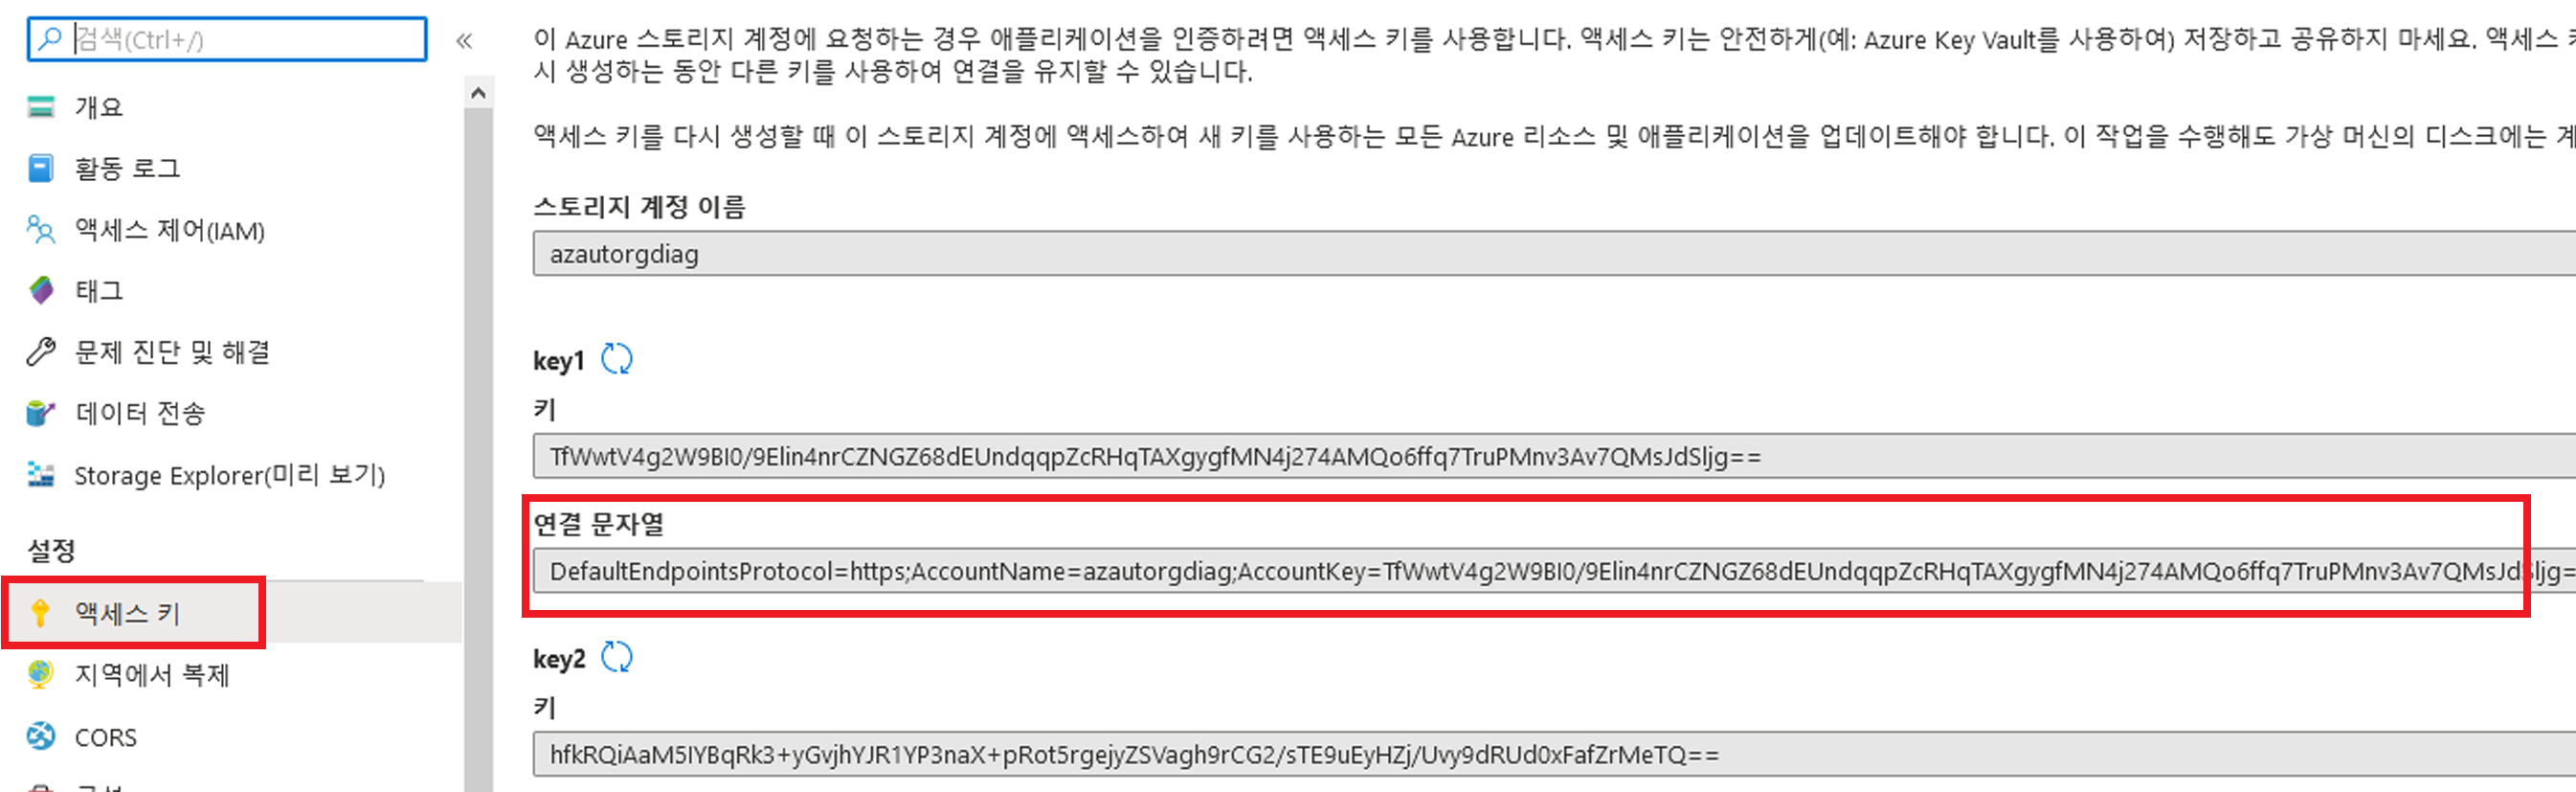 검색(Ctrl+/)
개요
활동 로그
액세스 제어(IAM)
태그
문제 진단 및 해결
데이터 전송
Storage Explorer(미리 보기)
설정
액세스 키
지역에서 복제
CORS
이 Azure 스토리지 계정에 요청하는 경우 애플리케이션을 인증하려면 액세스 키를 사용합니다. 액세스 키는 안전하게(예: Azure Key Vault를 사용하여) 저장하고 공유하지 마세요. 액세스
시 생성하는 동안 다른 키를 사용하여 연결을 유지할 수 있습니다.
액세스 키를 다시 생성할 때 이 스토리지 계정에 액세스하여 새 키를 사용하는 모든 Azure 리소스 및 애플리케이션을 업데이트해야 합니다. 이 작업을 수행해도 가상 머신의 디스크에는
스토리지 계정 이름
azautorgdiag
key1
키
TfWwtV4g2W9BI0/9Elin4nrCZNGZ68dEUndqqpZcRHqTAXgygfMN4j274AMQo6ffq7TruPMnv3Av7QMsJdSljg==
연결 문자열
DefaultEndpointsProtocol=https;AccountName=azautorgdiag;AccountKey=TfWwtV4g2W9BI0/9Elin4nrCZNGZ68dEUndqqpZcRHqTAXgygfMN4j274AMQo6ffq7TruPMnv3Av7QMsJdSljg=
key2
키
hfkRQiAaM5IYBqRk3+yGvjhYJR1YP3naX+pRot5rgejyZSVagh9rCG2/sTE9uEyHZj/Uvy9dRUd0xFafZrMeTQ==